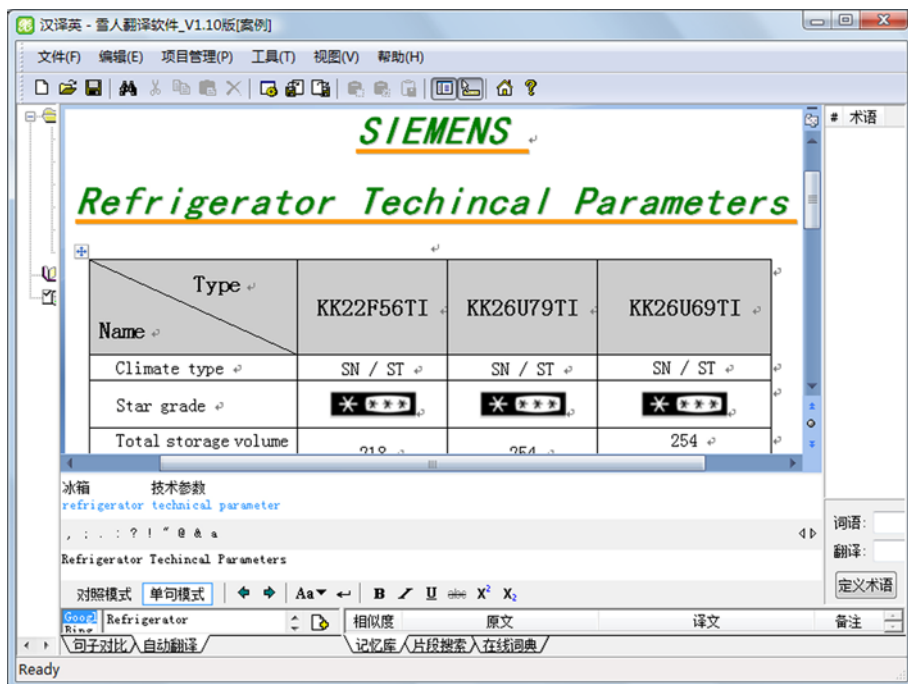 汉译英 - 雪人翻译软件_V1.10版[案例]
文件(F) 编辑(E) 项目管理(P) 工具(T) 视图(V) 帮助(H)
SIEMENS
Refrigerator Techincal Parameters
# 术语
Type
Name
KK22F56TI KK26U79TI KK26U69TI
Climate type SN / ST SN / ST SN / ST
Star grade
Total storage volume 218 254 254
冰箱 技术参数
refrigerator technical parameter
, ; . : ? ! " @ & a
Refrigerator Techincal Parameters
词语:
翻译:
定义术语
对照模式 单句模式 Aa B I U abc X² X₂
Googl Refrigerator 相似度 原文 译文 备注
Bing
句子对比 自动翻译 记忆库 片段搜索 在线词典
Ready